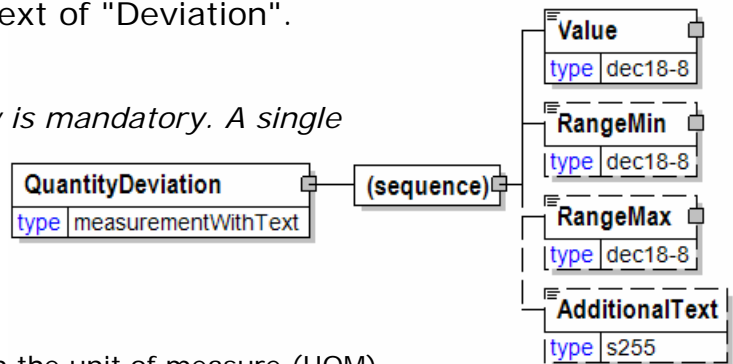 ext of "Deviation".
y is mandatory. A single
QuantityDeviation
type measurementWithText
(sequence)
Value
type dec18-8
RangeMin
type dec18-8
RangeMax
type dec18-8
AdditionalText
type s255
the unit of measure (UOM)